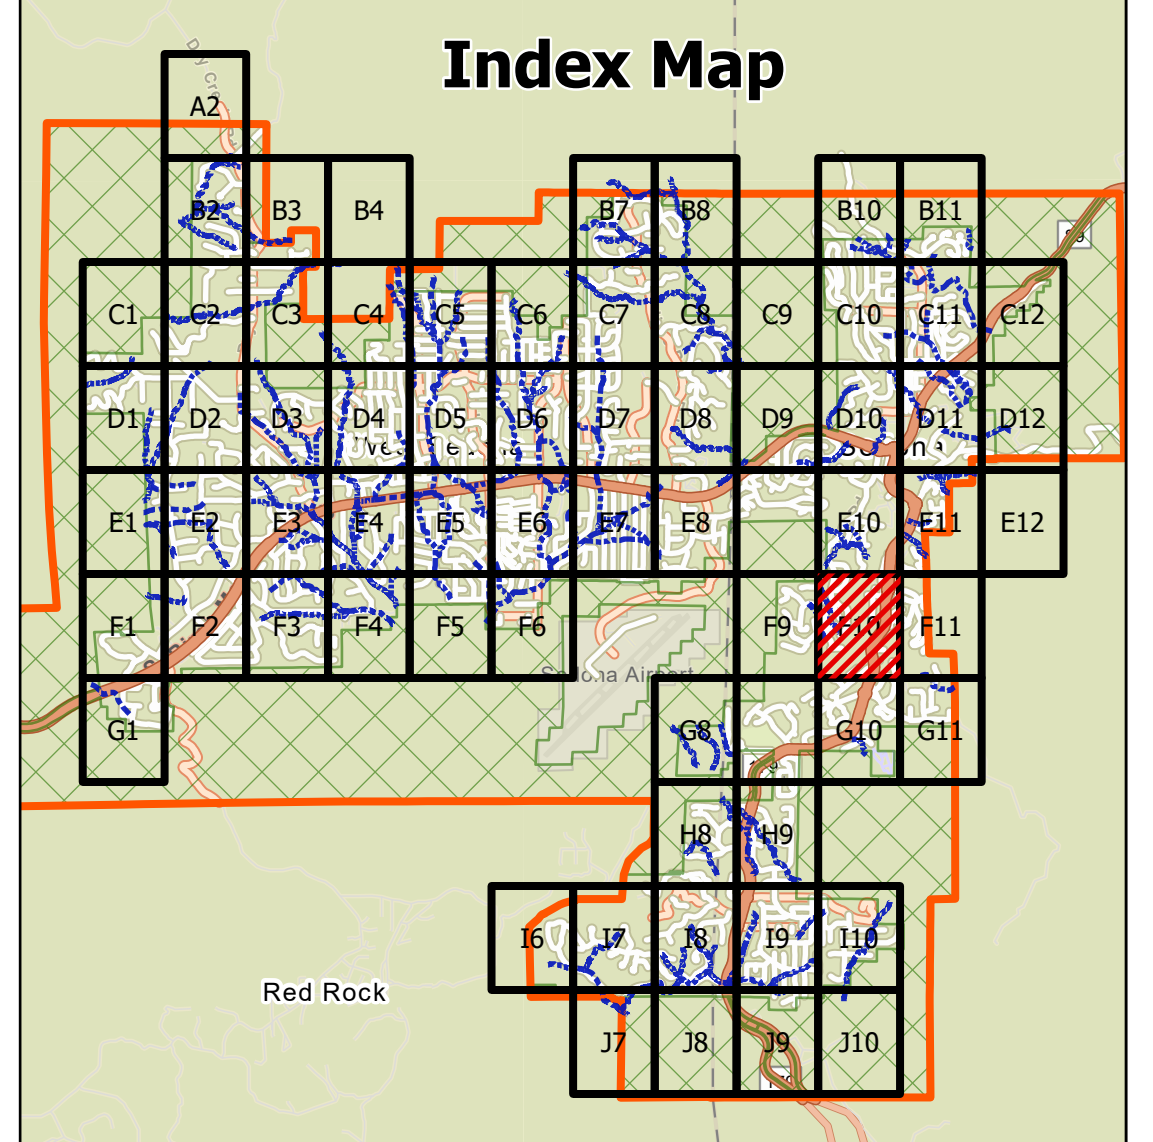 Index Map
A2
B2 B3 B4 B7 B8 B10 B11
89
C1 C2 C3 C4 C5 C6 C7 C8 C9 C10 C11 C12
D1 D2 D3 D4 D5 D6 D7 D8 D9 D10 D11 D12
E1 E2 E3 E4 E5 E6 E7 E8 E10 E11 E12
F1 F2 F3 F4 F5 F6 F9 F10 F11
Sedona Airport
G1 G8 G10 G11
H8 H9
I6 I7 I8 I9 I10
Red Rock
J7 J8 J9 J10